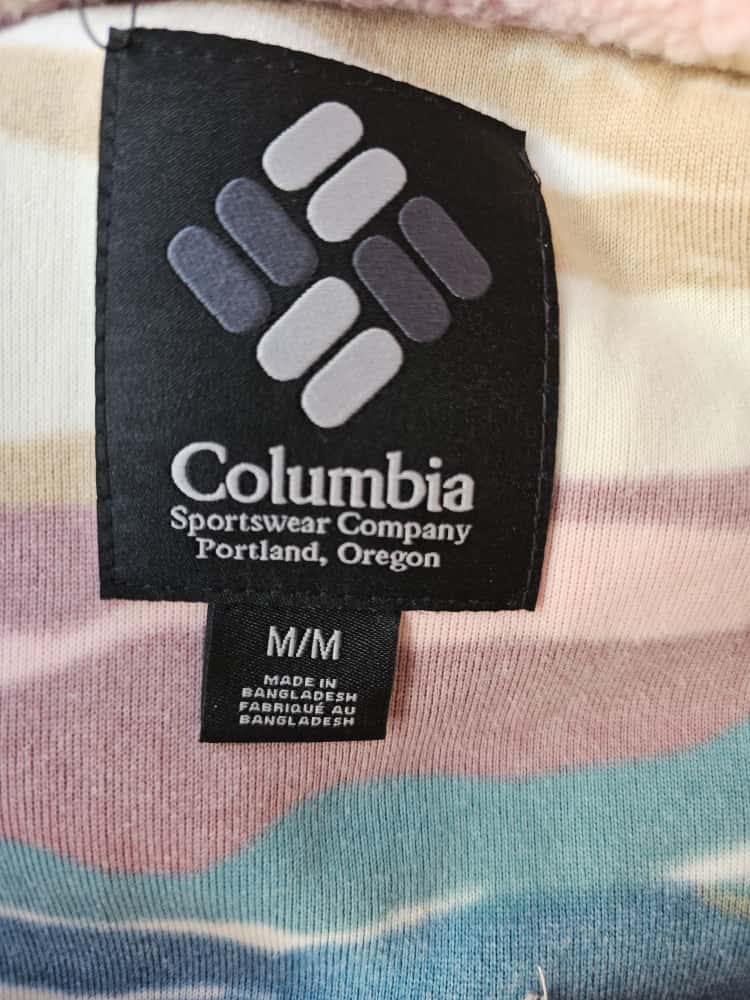 Columbia
Sportswear Company
Portland, Oregon
M/M
MADE IN
BANGLADESH
FABRIQUÉ AU
BANGLADESH